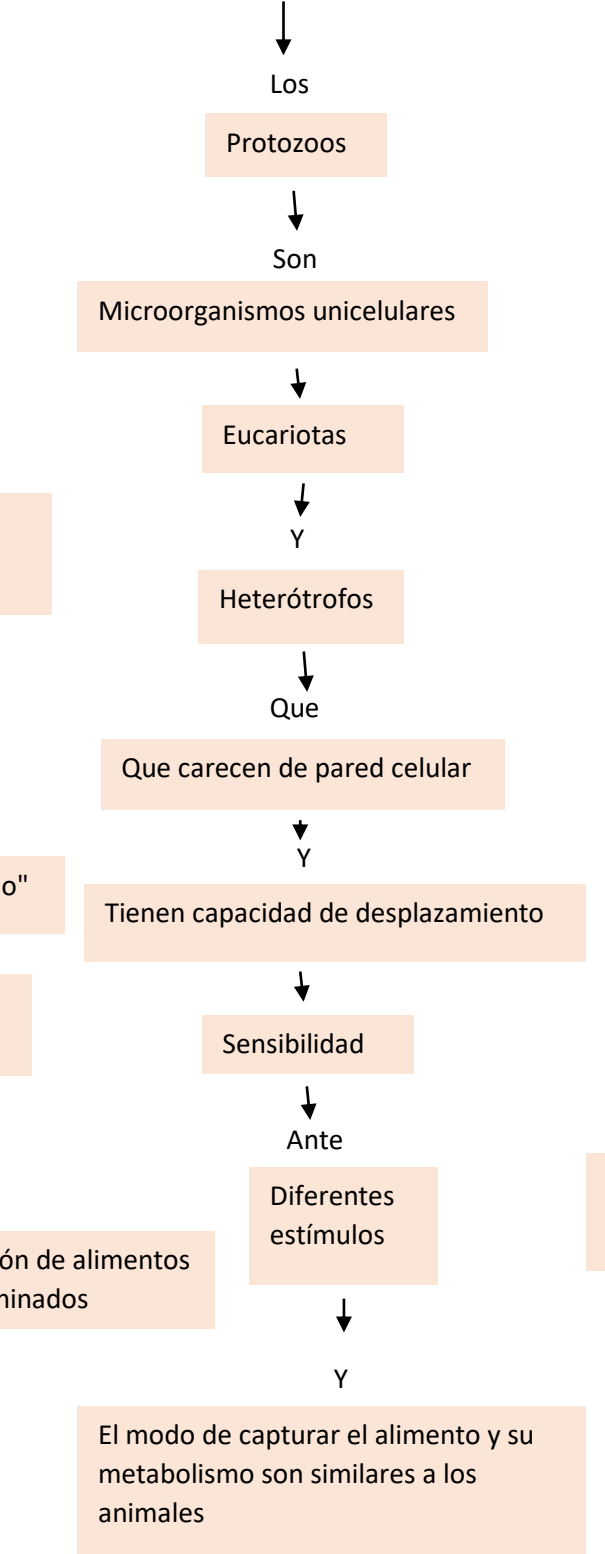 Los
Protozoos
Son
Microorganismos unicelulares
Eucariotas
Y
Heterótrofos
Que
Que carecen de pared celular
Y
o"
Tienen capacidad de desplazamiento
Sensibilidad
Ante
Diferentes
estímulos
ón de alimentos
minados
Y
El modo de capturar el alimento y su
metabolismo son similares a los
animales